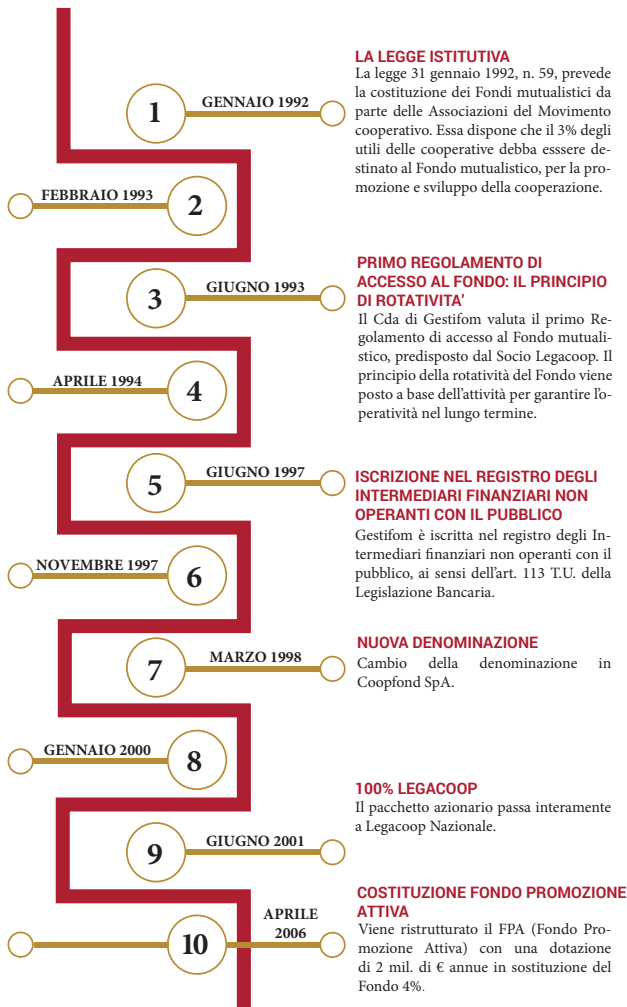 LA LEGGE ISTITUTIVA
La legge 31 gennaio 1992, n. 59, prevede
la costituzione dei Fondi mutualistici da
parte delle Associazioni del Movimento
cooperativo. Essa dispone che il 3% degli
utili delle cooperative debba esssere de-
stinato al Fondo mutualistico, per la pro-
mozione e sviluppo della cooperazione.
1
GENNAIO 1992
FEBBRAIO 1993
2
PRIMO REGOLAMENTO DI
ACCESSO AL FONDO: IL PRINCIPIO
DI ROTATIVITA'
Il Cda di Gestifom valuta il primo Re-
golamento di accesso al Fondo mutuali-
stico, predisposto dal Socio Legacoop. Il
principio della rotatività del Fondo viene
posto a base dell'attività per garantire l'o-
peratività nel lungo termine.
3
GIUGNO 1993
APRILE 1994
4
5
GIUGNO 1997
ISCRIZIONE NEL REGISTRO DEGLI
INTERMEDIARI FINANZIARI NON
OPERANTI CON IL PUBBLICO
Gestifom è iscritta nel registro degli In-
termediari finanziari non operanti con il
pubblico, ai sensi dell'art. 113 T.U. della
Legislazione Bancaria.
NOVEMBRE 1997
6
7
MARZO 1998
NUOVA DENOMINAZIONE
Cambio della denominazione in
Coopfond SpA.
GENNAIO 2000
8
100% LEGACOOP
Il pacchetto azionario passa interamente
a Legacoop Nazionale.
9
GIUGNO 2001
COSTITUZIONE FONDO PROMOZIONE
ATTIVA
Viene ristrutturato il FPA (Fondo Pro-
mozione Attiva) con una dotazione
di 2 mil. di € annue in sostituzione del
Fondo 4%.
10
APRILE
2006